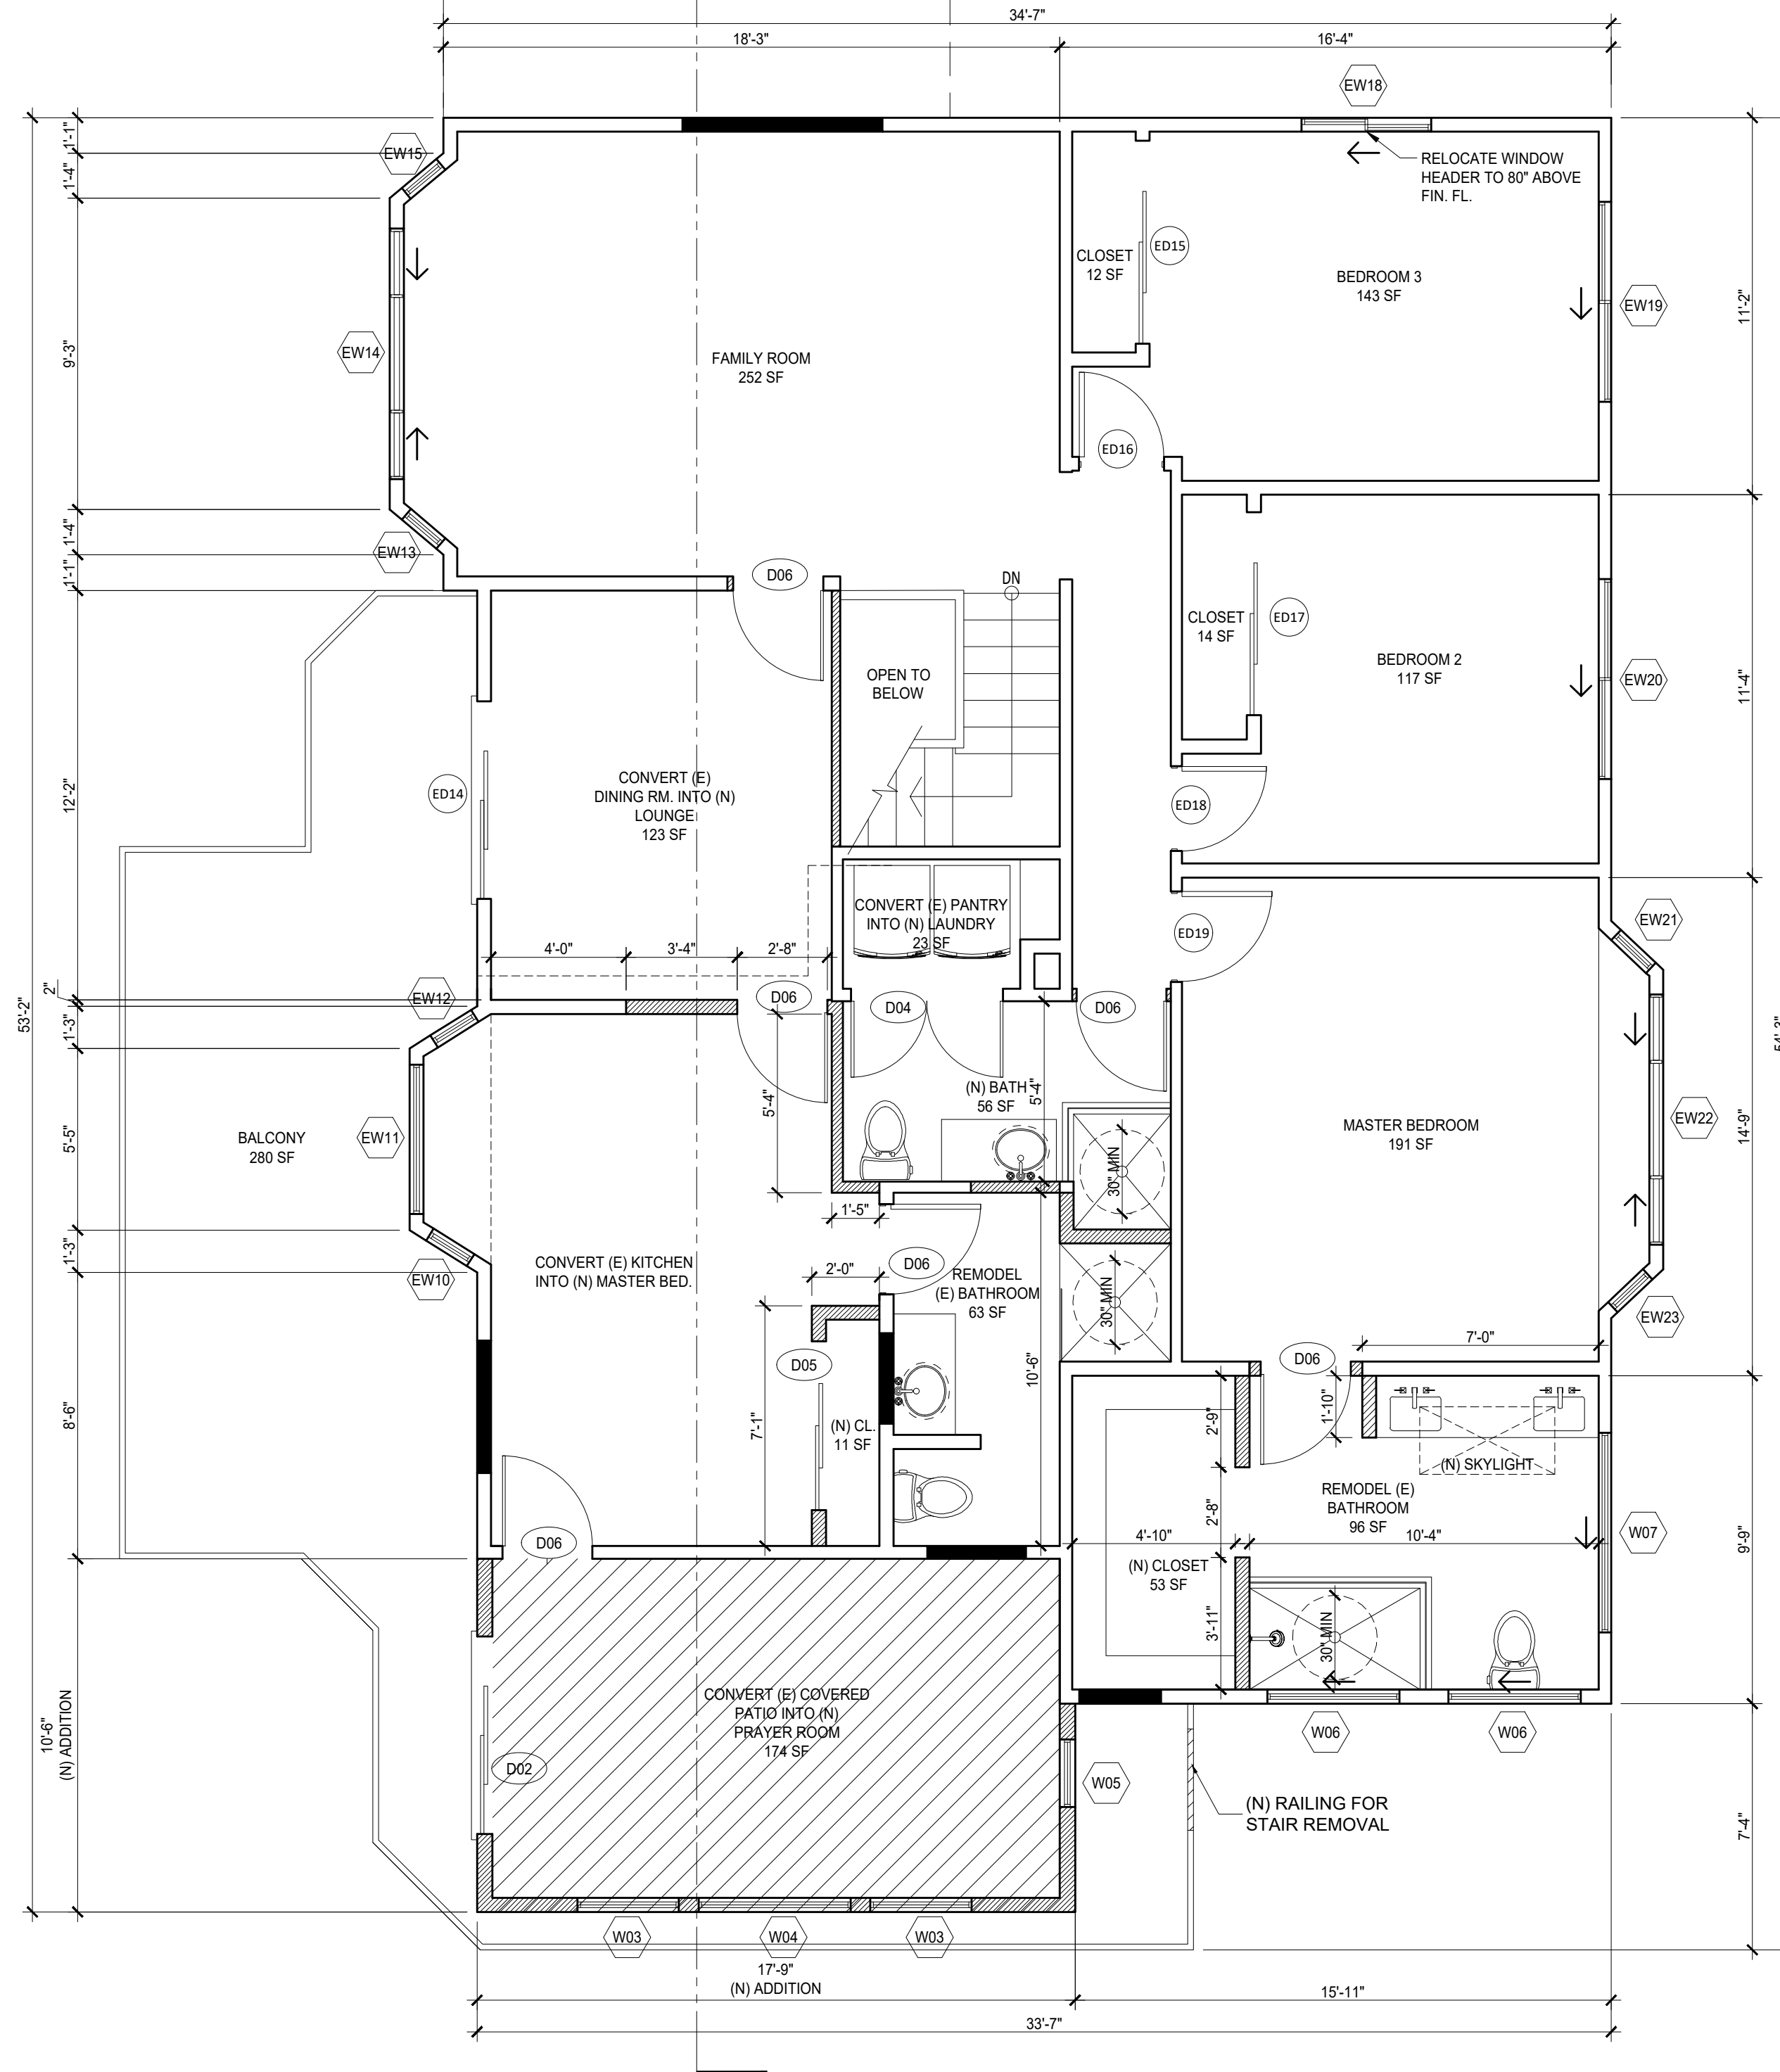 34'-7"
18'-3"
16'-4"
EW18
RELOCATE WINDOW
HEADER TO 80" ABOVE
FIN. FL.
1'-1"
EW15
1'-4"
9'-3"
EW14
1'-4"
EW13
1'-1"
FAMILY ROOM
252 SF
CLOSET
12 SF
ED15
BEDROOM 3
143 SF
EW19
11'-2"
ED16
D06
DN
OPEN TO
BELOW
CLOSET
14 SF
ED17
BEDROOM 2
117 SF
EW20
11'-4"
ED18
12'-2"
ED14
CONVERT (E)
DINING RM. INTO (N)
LOUNGE
123 SF
CONVERT (E) PANTRY
INTO (N) LAUNDRY
23 SF
ED19
EW21
4'-0"
3'-4"
2'-8"
53'-2"
2"
EW12
D06
D04
D06
54'-3"
1'-3"
5'-4"
(N) BATH
56 SF
5'-4"
5'-5"
BALCONY
280 SF
EW11
30" MIN
MASTER BEDROOM
191 SF
EW22
14'-9"
1'-5"
1'-3"
EW10
CONVERT (E) KITCHEN
INTO (N) MASTER BED.
2'-0"
D06
REMODEL
(E) BATHROOM
63 SF
30" MIN
EW23
7'-0"
D06
D05
10'-6"
8'-6"
7'-1"
(N) CL.
11 SF
2'-9"
1'-10"
(N) SKYLIGHT
REMODEL (E)
BATHROOM
96 SF
2'-8"
4'-10"
10'-4"
W07
9'-9"
D06
(N) CLOSET
53 SF
3'-11"
30" MIN
10'-6"
(N) ADDITION
CONVERT (E) COVERED
PATIO INTO (N)
PRAYER ROOM
174 SF
D02
W05
W06
W06
(N) RAILING FOR
STAIR REMOVAL
7'-4"
W03
W04
W03
17'-9"
(N) ADDITION
15'-11"
33'-7"